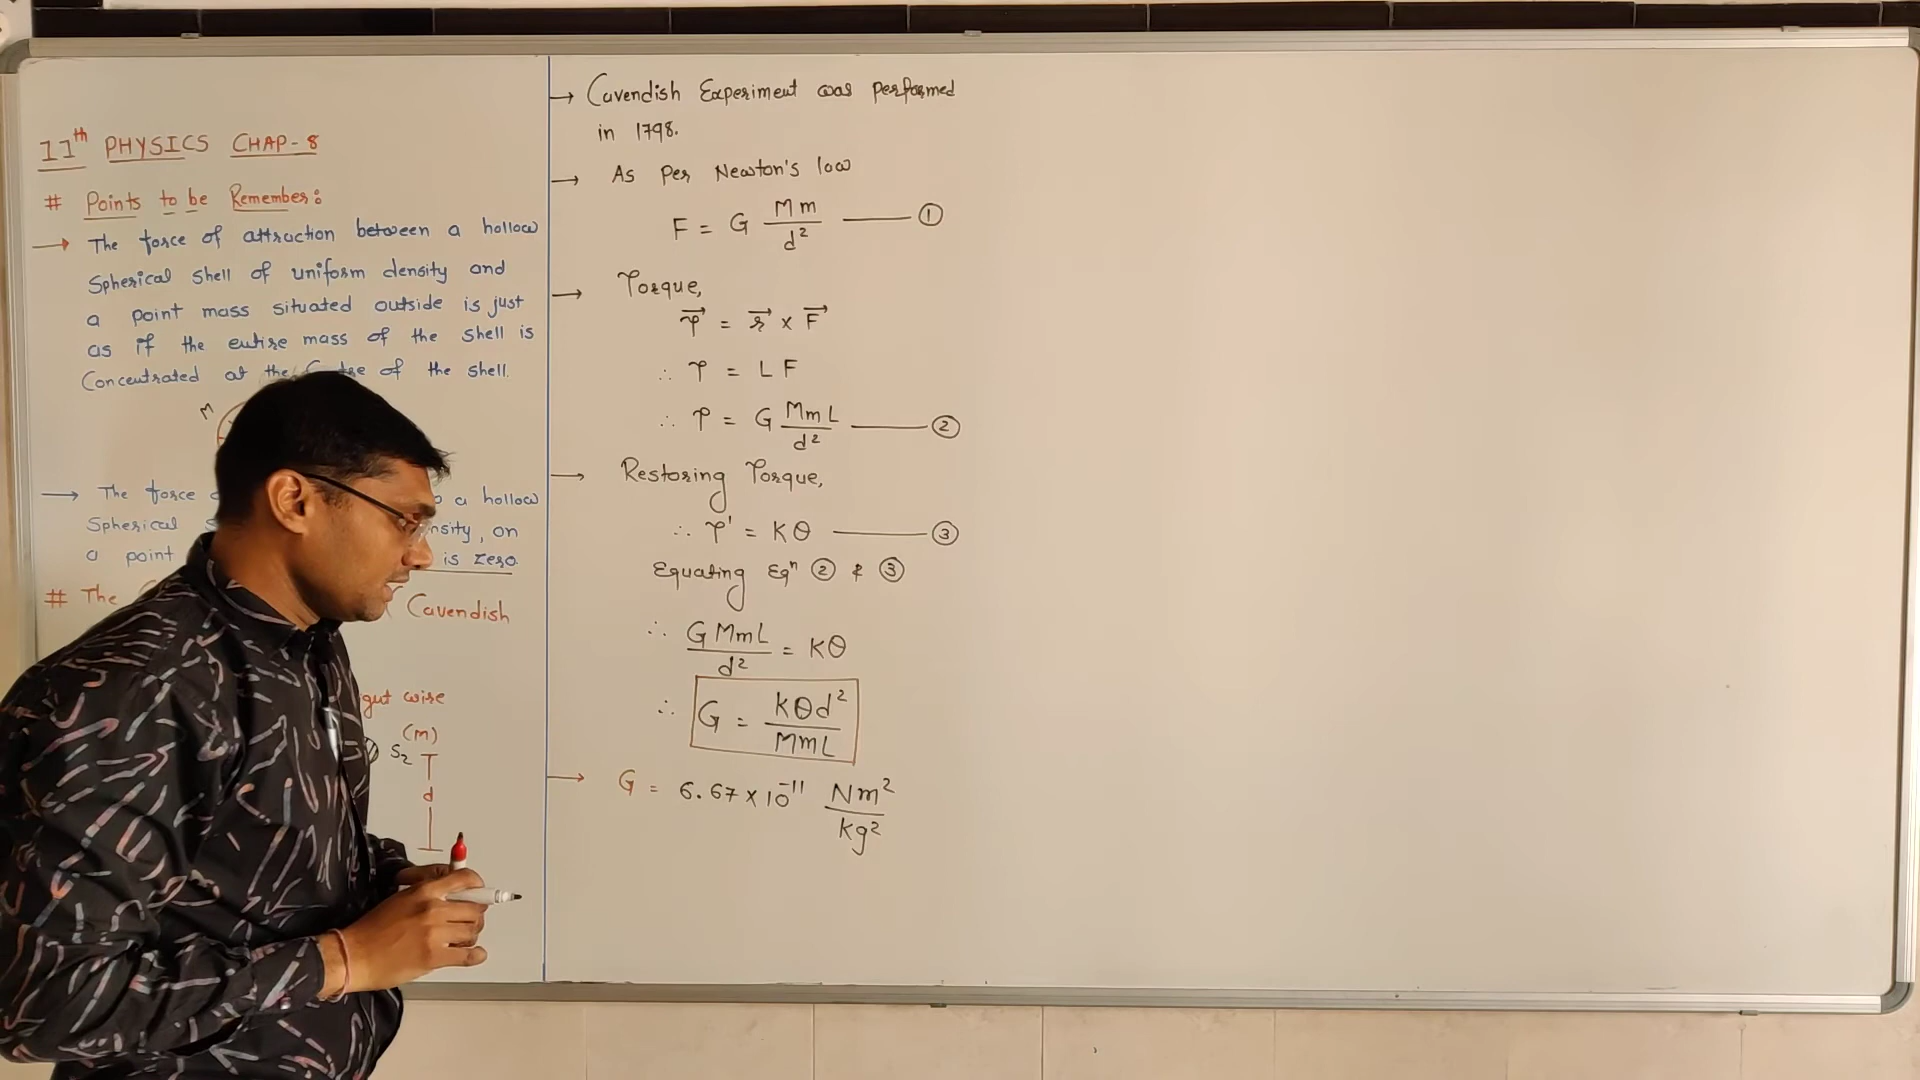 11th PHYSICS CHAP-8
# Points to be Remember:
→ The force of attraction between a hollow
Spherical shell of uniform density and
a point mass situated outside is just
as if the entire mass of the shell is
Concentrated at the of the shell.
M
→ The force a hollow
Spherical on
a point is zero
# The (Cavendish
gut wire
(M)
S₂
d
→ Cavendish Experiment was performed
in 1798.
→ As Per Newton's law
F = G Mm/d² ——— ①
→ Torque,
τ⃗ = r⃗ × F⃗
∴ τ = L F
∴ τ = G MmL/d² ——— ②
→ Restoring Torque,
∴ τ' = Kθ ——— ③
Equating Eqⁿ ② & ③
∴ GMmL/d² = Kθ
∴ G = Kθd²/MmL
→ G = 6.67 × 10⁻¹¹ Nm²/kg²